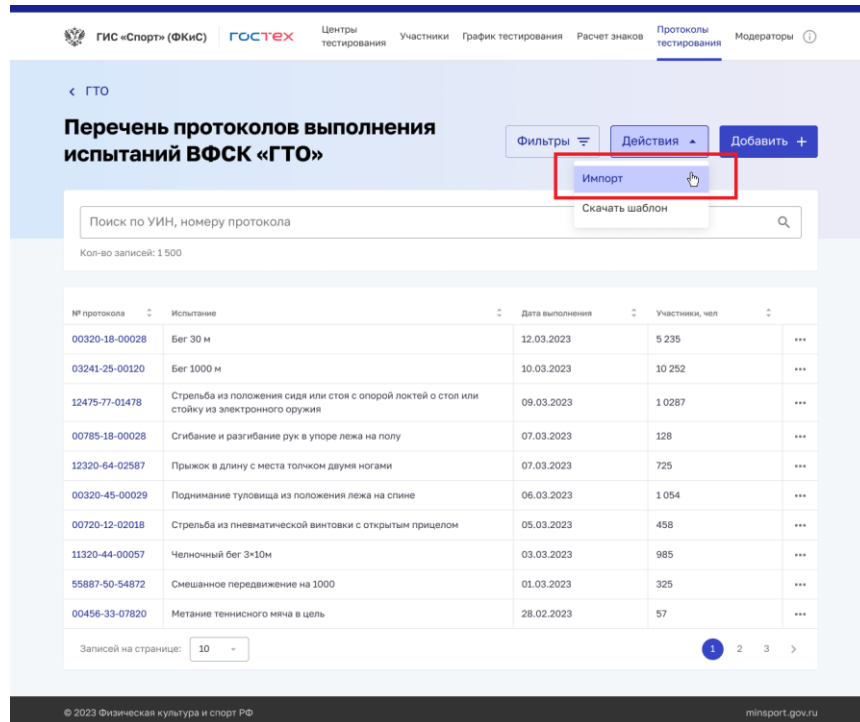 ГИС «Спорт» (ФКиС)
ГОСТЕХ
Центры
тестирования
Участники
График тестирования
Расчет знаков
Протоколы
тестирования
Модераторы
ГТО
Перечень протоколов выполнения
испытаний ВФСК «ГТО»
Фильтры
Действия
Добавить +
Импорт
Скачать шаблон
Поиск по УИН, номеру протокола
Кол-во записей: 1 500
№ протокола Испытание Дата выполнения Участники, чел
00320-18-00028 Бег 30 м 12.03.2023 5 235
03241-25-00120 Бег 1000 м 10.03.2023 10 252
12475-77-01478 Стрельба из положения сидя или стоя с опорой локтей о стол или
стойку из электронного оружия 09.03.2023 1 0287
00785-18-00028 Сгибание и разгибание рук в упоре лежа на полу 07.03.2023 128
12320-64-02587 Прыжок в длину с места толчком двумя ногами 07.03.2023 725
00320-45-00029 Поднимание туловища из положения лежа на спине 06.03.2023 1 054
00720-12-02018 Стрельба из пневматической винтовки с открытым прицелом 05.03.2023 458
11320-44-00057 Челночный бег 3×10м 03.03.2023 985
55887-50-54872 Смешанное передвижение на 1000 01.03.2023 325
00456-33-07820 Метание теннисного мяча в цель 28.02.2023 57
Записей на странице: 10
1 2 3
© 2023 Физическая культура и спорт РФ
minsport.gov.ru